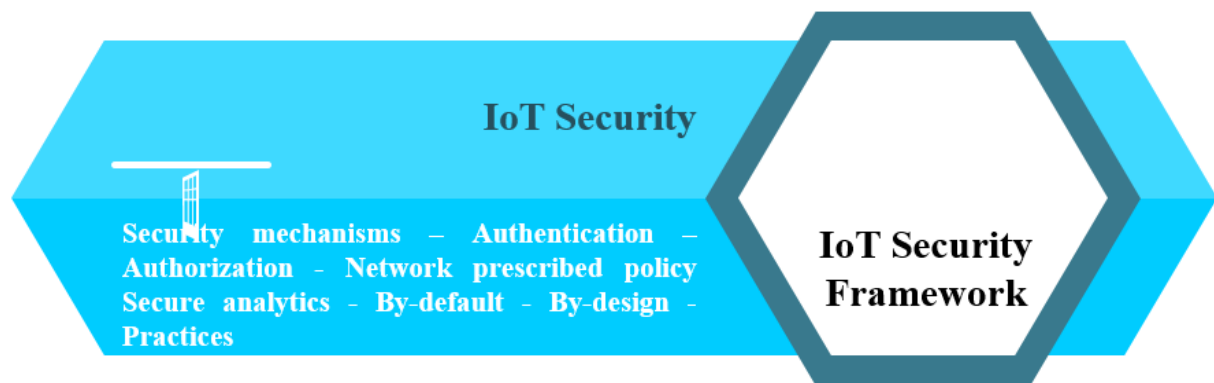 IoT Security
Security mechanisms – Authentication –
Authorization - Network prescribed policy
Secure analytics - By-default - By-design -
Practices
IoT Security
Framework